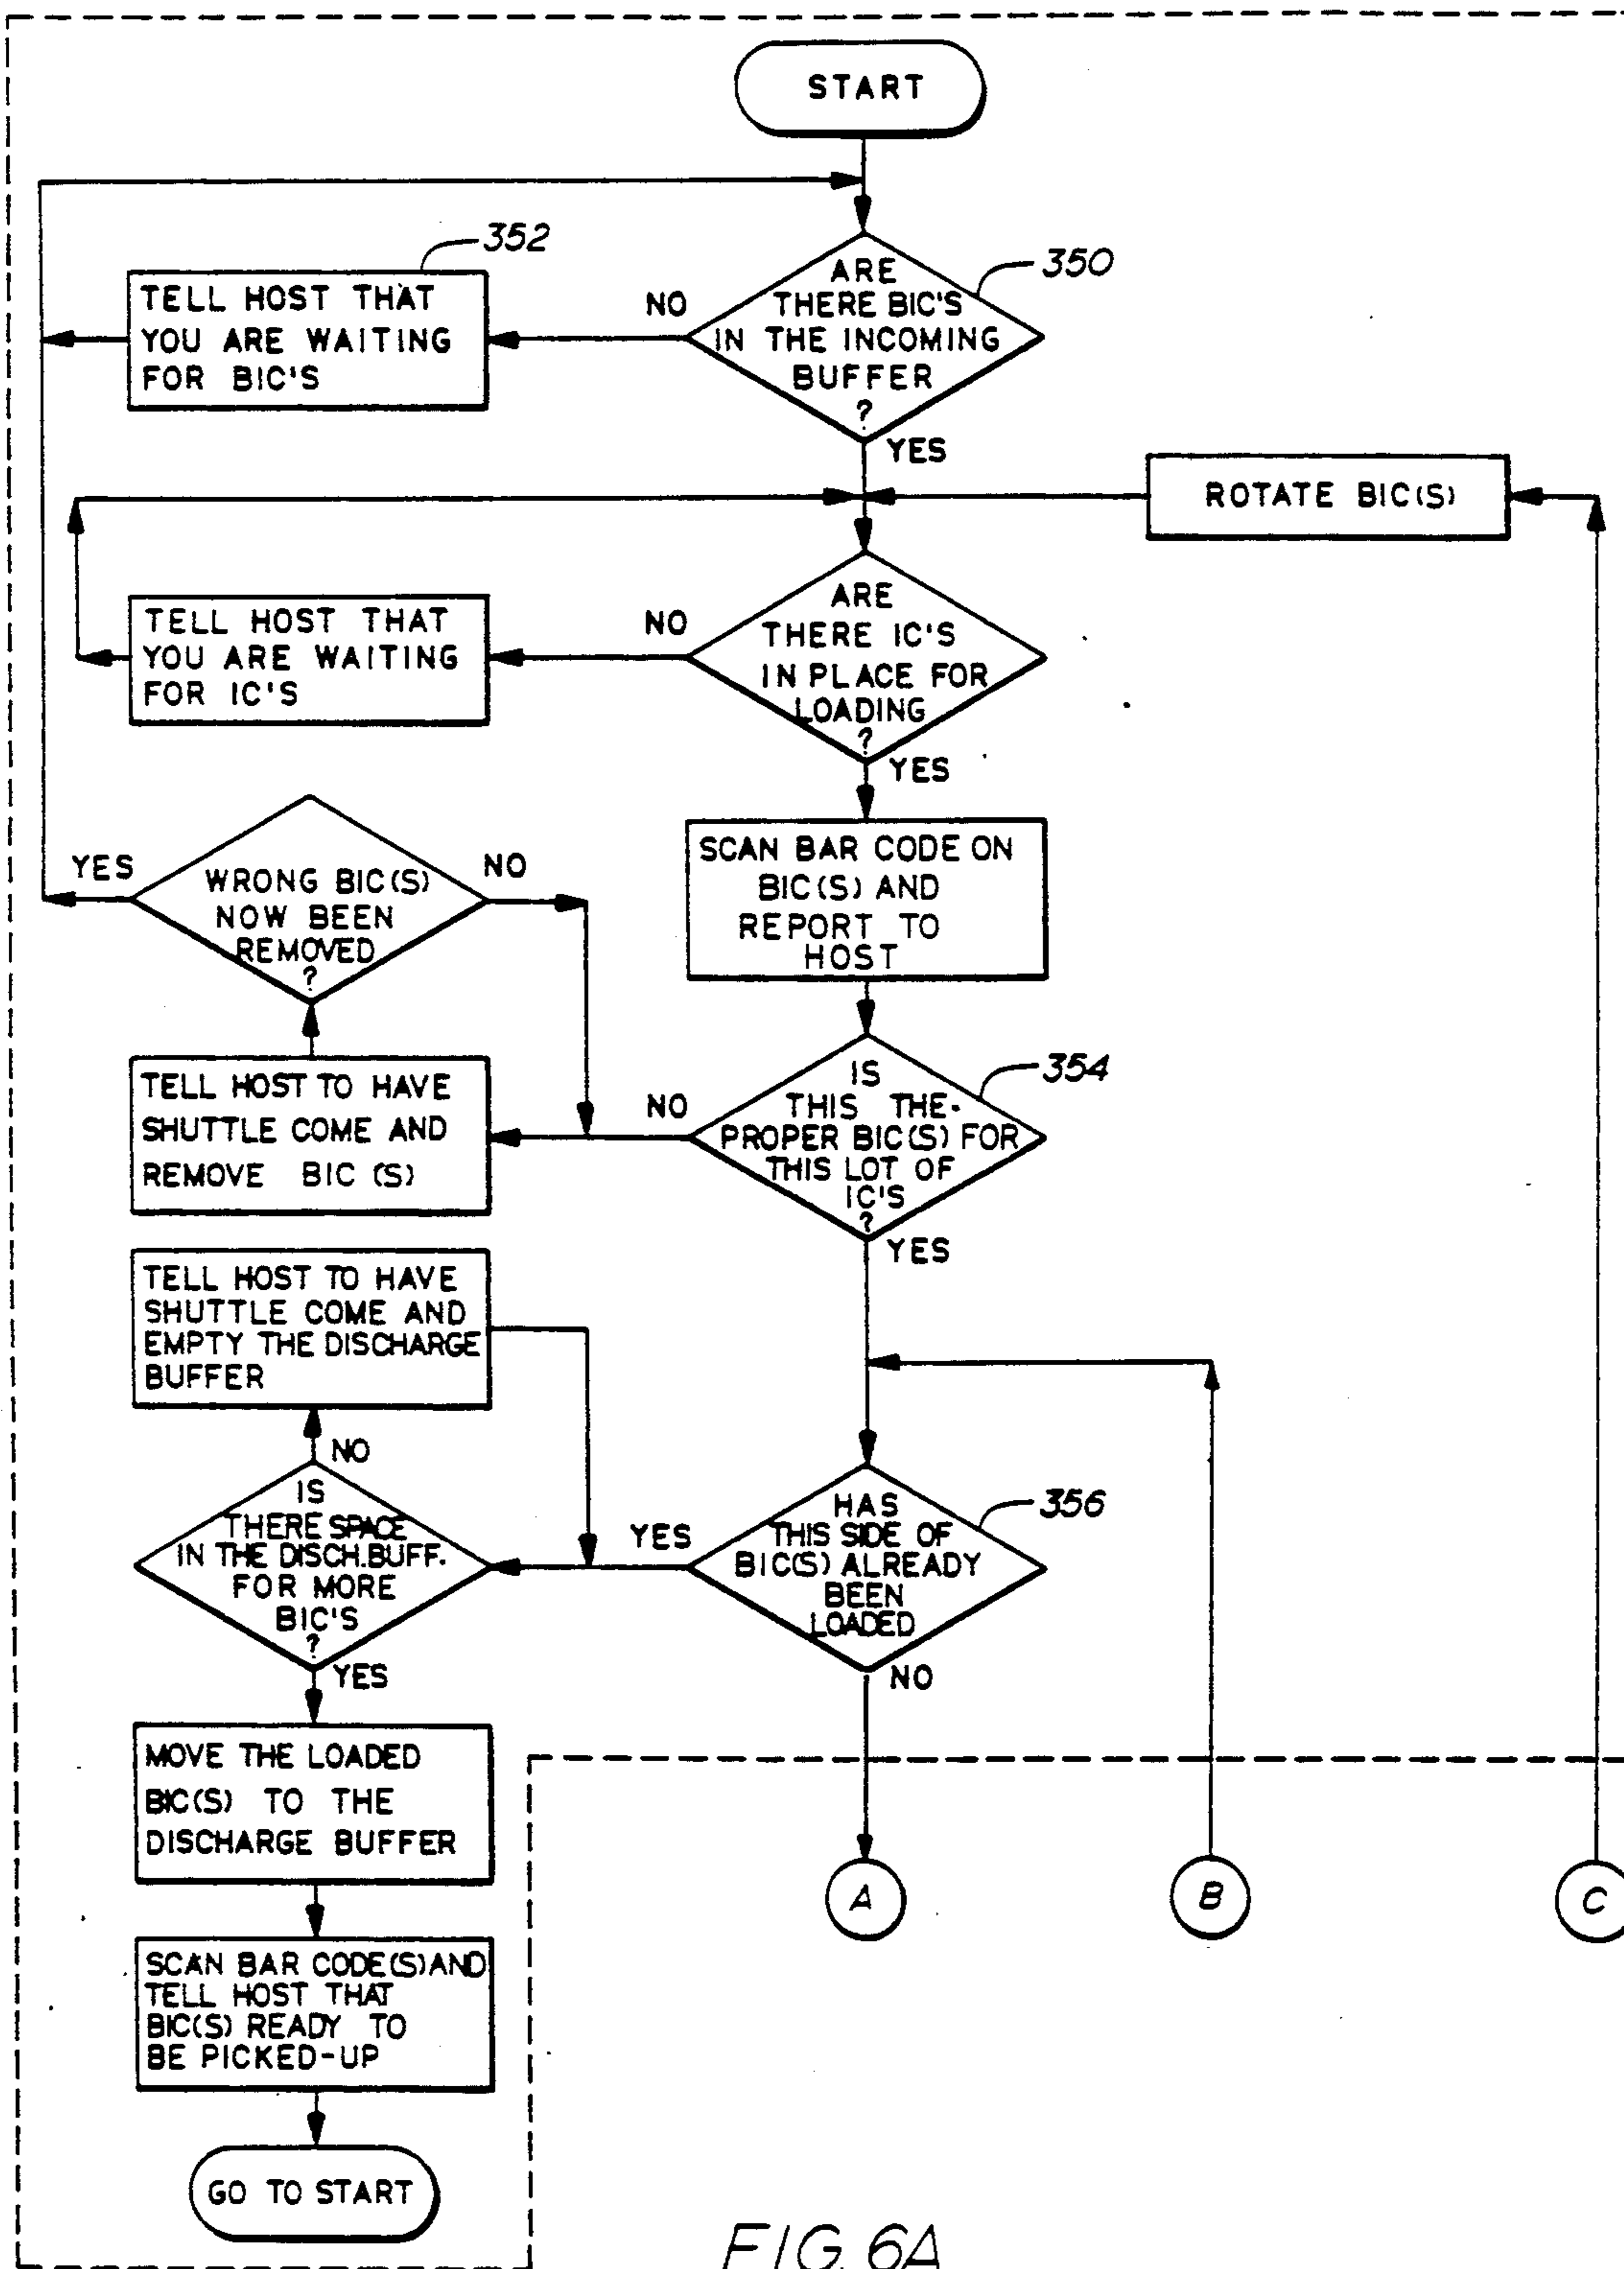 START
352
350
TELL HOST THAT
YOU ARE WAITING
FOR BIC'S
NO
ARE
THERE BIC'S
IN THE INCOMING
BUFFER
?
YES
ROTATE BIC(S)
TELL HOST THAT
YOU ARE WAITING
FOR IC'S
NO
ARE
THERE IC'S
IN PLACE FOR
LOADING
?
YES
YES
WRONG BIC(S)
NOW BEEN
REMOVED
?
NO
SCAN BAR CODE ON
BIC(S) AND
REPORT TO
HOST
TELL HOST TO HAVE
SHUTTLE COME AND
REMOVE BIC (S)
NO
354
IS
THIS THE
PROPER BIC(S) FOR
THIS LOT OF
IC'S
?
YES
TELL HOST TO HAVE
SHUTTLE COME AND
EMPTY THE DISCHARGE
BUFFER
NO
IS
THERE SPACE
IN THE DISCH.BUFF.
FOR MORE
BIC'S
?
YES
YES
356
HAS
THIS SIDE OF
BIC(S) ALREADY
BEEN
LOADED
NO
MOVE THE LOADED
BIC(S) TO THE
DISCHARGE BUFFER
A
B
C
SCAN BAR CODE(S) AND
TELL HOST THAT
BIC(S) READY TO
BE PICKED-UP
GO TO START
FIG. 6A